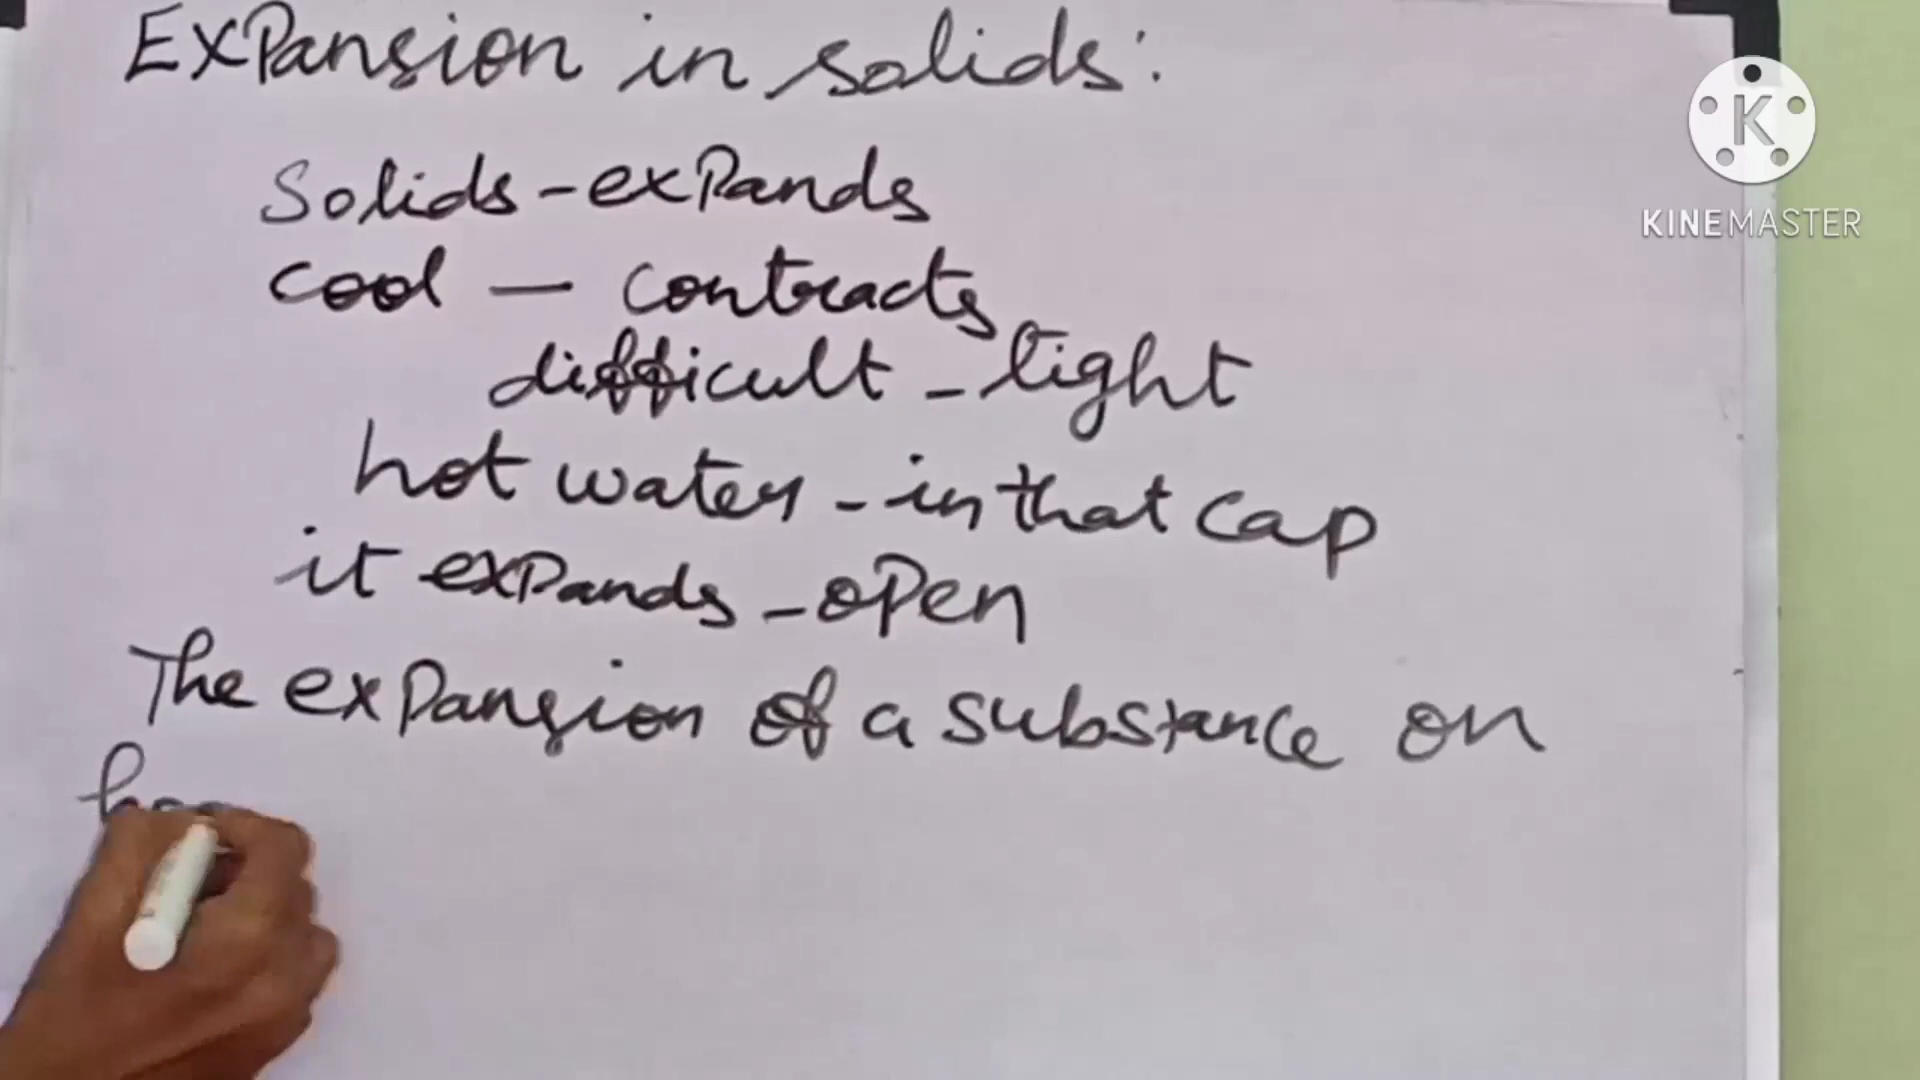 Expansion in solids:
Solids - expands
cool - contracts
difficult - tight
hot water - in that cap
it expands - open
The expansion of a substance on
K
KINEMASTER